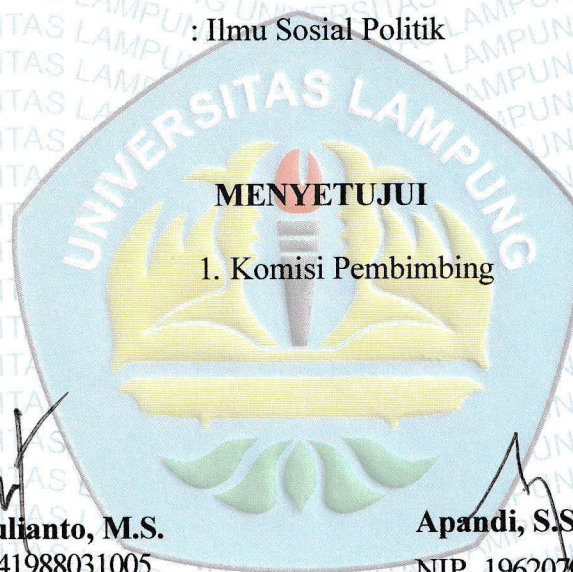 : Ilmu Sosial Politik
UNIVERSITAS LAMPUNG
MENYETUJUI
1. Komisi Pembimbing
ulianto, M.S.
Apandi, S.S
41988031005
NIP. 196207